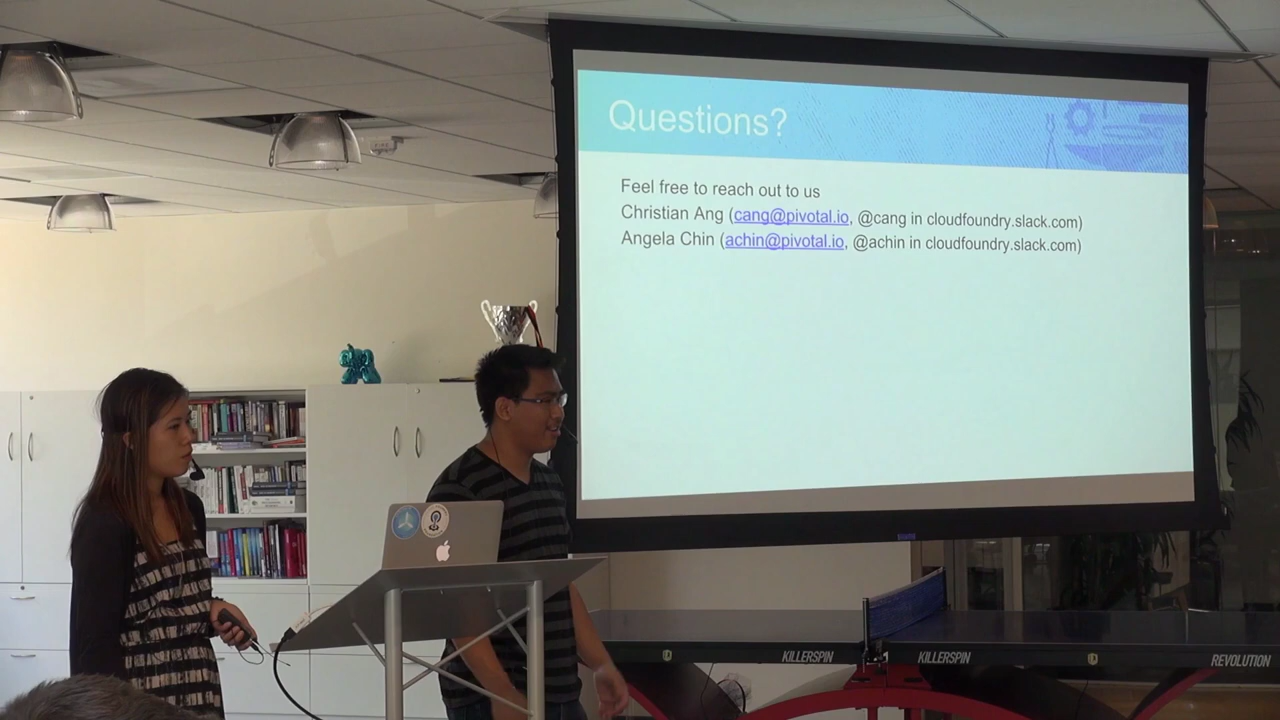 Questions?
Feel free to reach out to us
Christian Ang (cang@pivotal.io, @cang in cloudfoundry.slack.com)
Angela Chin (achin@pivotal.io, @achin in cloudfoundry.slack.com)
KILLERSPIN
KILLERSPIN
REVOLUTION